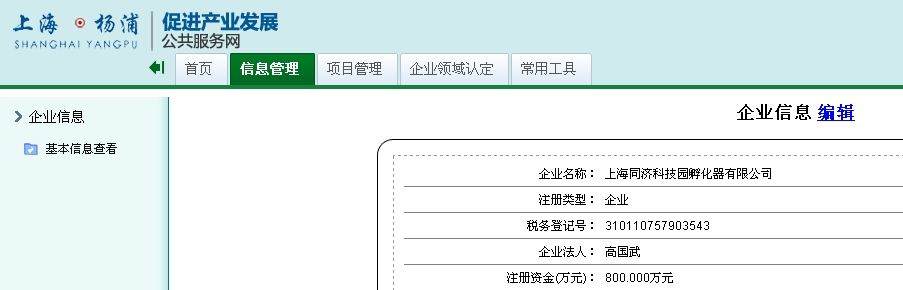 上海 杨浦
SHANGHAI YANGPU
促进产业发展
公共服务网
首页 信息管理 项目管理 企业领域认定 常用工具
企业信息
基本信息查看
企业信息 编辑
企业名称： 上海同济科技园孵化器有限公司
注册类型： 企业
税务登记号： 310110757903543
企业法人： 高国武
注册资金(万元)： 800.000万元